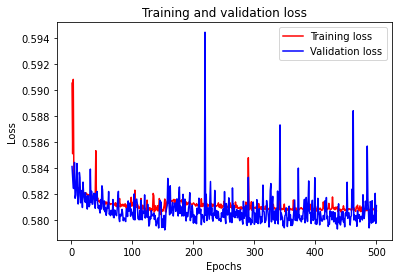 Training and validation loss
Training loss
Validation loss
Loss
0.594
0.592
0.590
0.588
0.586
0.584
0.582
0.580
0
100
200
300
400
500
Epochs